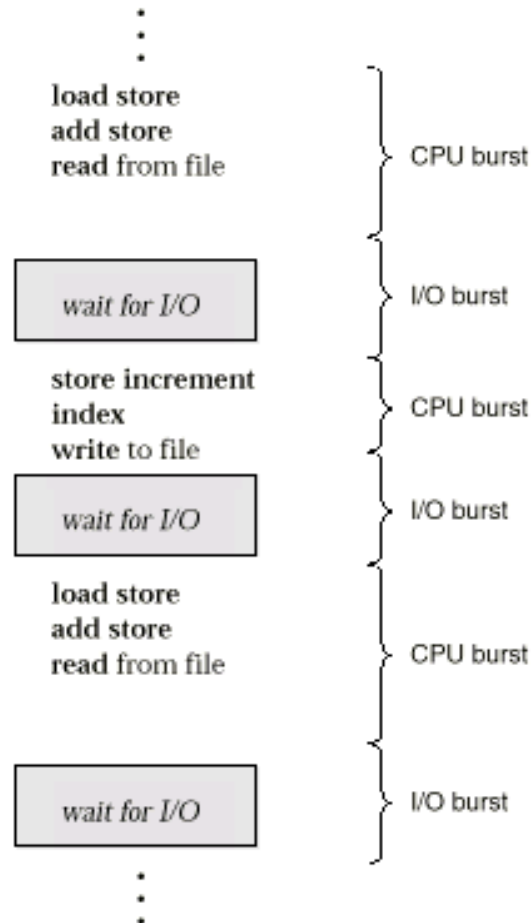 load store
add store
read from file
CPU burst
wait for I/O
I/O burst
store increment
index
write to file
CPU burst
wait for I/O
I/O burst
load store
add store
read from file
CPU burst
wait for I/O
I/O burst